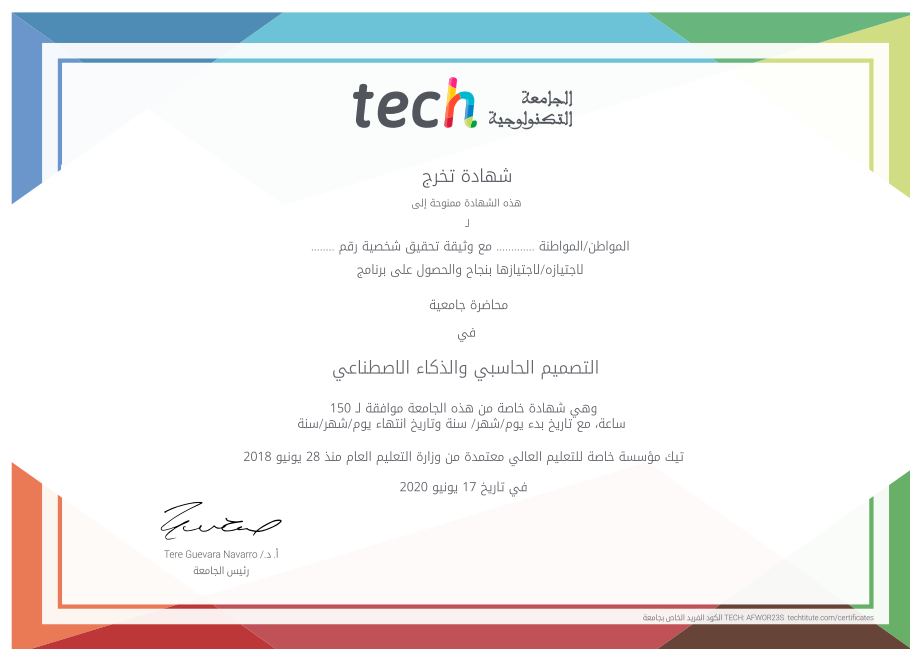 tech الجامعة
التكنولوجية
شهادة تخرج
هذه الشهادة ممنوحة إلى
لـ
المواطن/المواطنة ............. مع وثيقة تحقيق شخصية رقم ........
لاجتيازه/لاجتيازها بنجاح والحصول على برنامج
محاضرة جامعية
في
التصميم الحاسبي والذكاء الاصطناعي
وهي شهادة خاصة من هذه الجامعة موافقة لـ 150
ساعة، مع تاريخ بدء يوم/شهر/ سنة وتاريخ انتهاء يوم/شهر/سنة
تيك مؤسسة خاصة للتعليم العالي معتمدة من وزارة التعليم العام منذ 28 يونيو 2018
في تاريخ 17 يونيو 2020
أ. د./ Tere Guevara Navarro
رئيس الجامعة
الكود الفريد الخاص بجامعة TECH: AFWOR23S techtitute.com/certificates